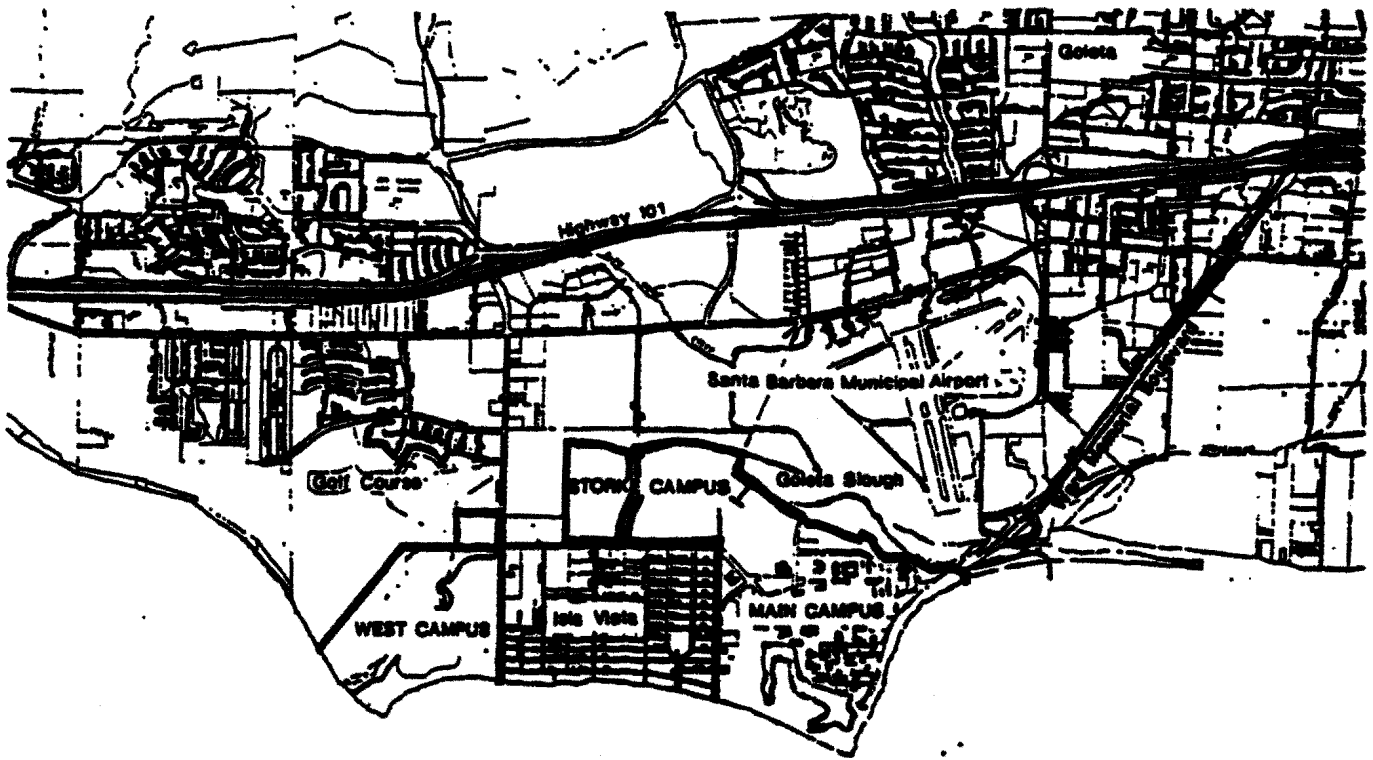 Goleta
Highway 101
Santa Barbara Municipal Airport
Golf Course
STORKE CAMPUS
Goleta Slough
WEST CAMPUS
Isla Vista
MAIN CAMPUS